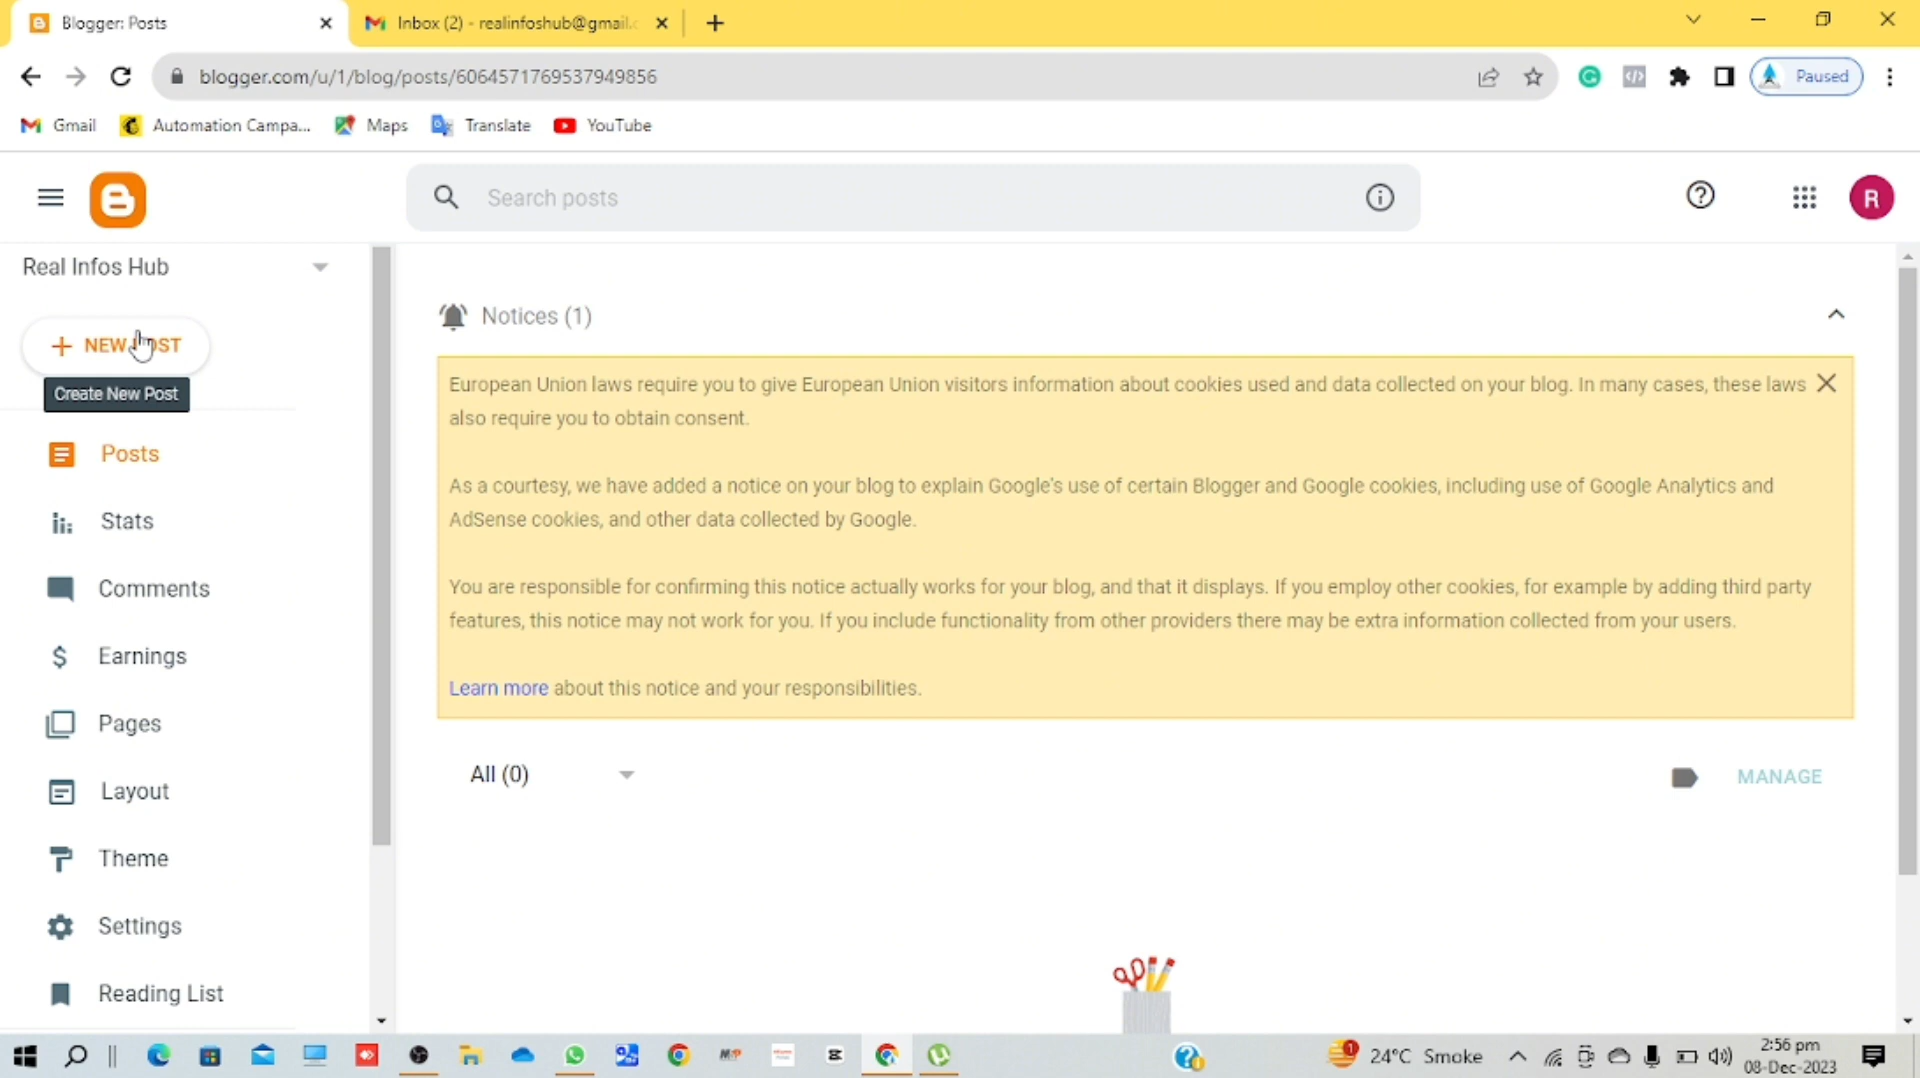 Blogger: Posts
Inbox (2) - realinfoshub@gmail.c
blogger.com/u/1/blog/posts/6064571769537949856
Paused
Gmail
Automation Campa...
Maps
Translate
YouTube
Search posts
R
Real Infos Hub
NEW POST
Create New Post
Posts
Stats
Comments
Earnings
Pages
Layout
Theme
Settings
Reading List
Notices (1)
European Union laws require you to give European Union visitors information about cookies used and data collected on your blog. In many cases, these laws
also require you to obtain consent.
As a courtesy, we have added a notice on your blog to explain Google's use of certain Blogger and Google cookies, including use of Google Analytics and
AdSense cookies, and other data collected by Google.
You are responsible for confirming this notice actually works for your blog, and that it displays. If you employ other cookies, for example by adding third party
features, this notice may not work for you. If you include functionality from other providers there may be extra information collected from your users.
Learn more about this notice and your responsibilities.
All (0)
MANAGE
1
24°C Smoke
2:56 pm
08-Dec-2023